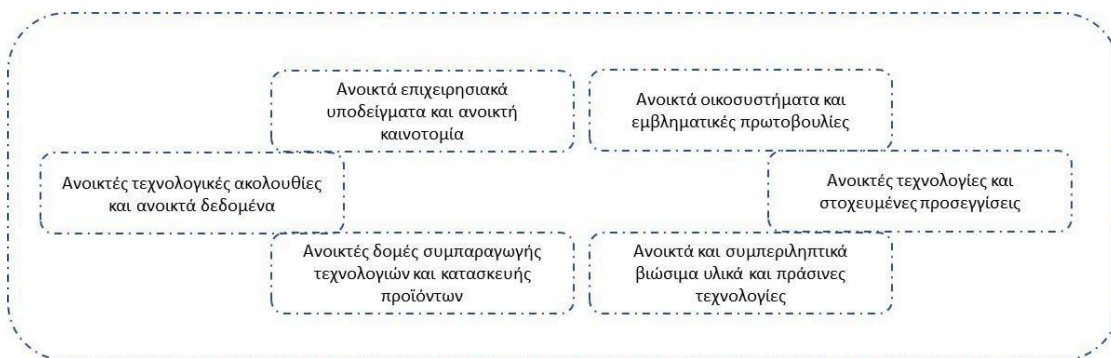 Ανοικτά επιχειρησιακά
υποδείγματα και ανοικτή
καινοτομία
Ανοικτά οικοσυστήματα και
εμβληματικές πρωτοβουλίες
Ανοικτές τεχνολογικές ακολουθίες
και ανοικτά δεδομένα
Ανοικτές τεχνολογίες και
στοχευμένες προσεγγίσεις
Ανοικτές δομές συμπαραγωγής
τεχνολογιών και κατασκευής
προϊόντων
Ανοικτά και συμπεριληπτικά
βιώσιμα υλικά και πράσινες
τεχνολογίες